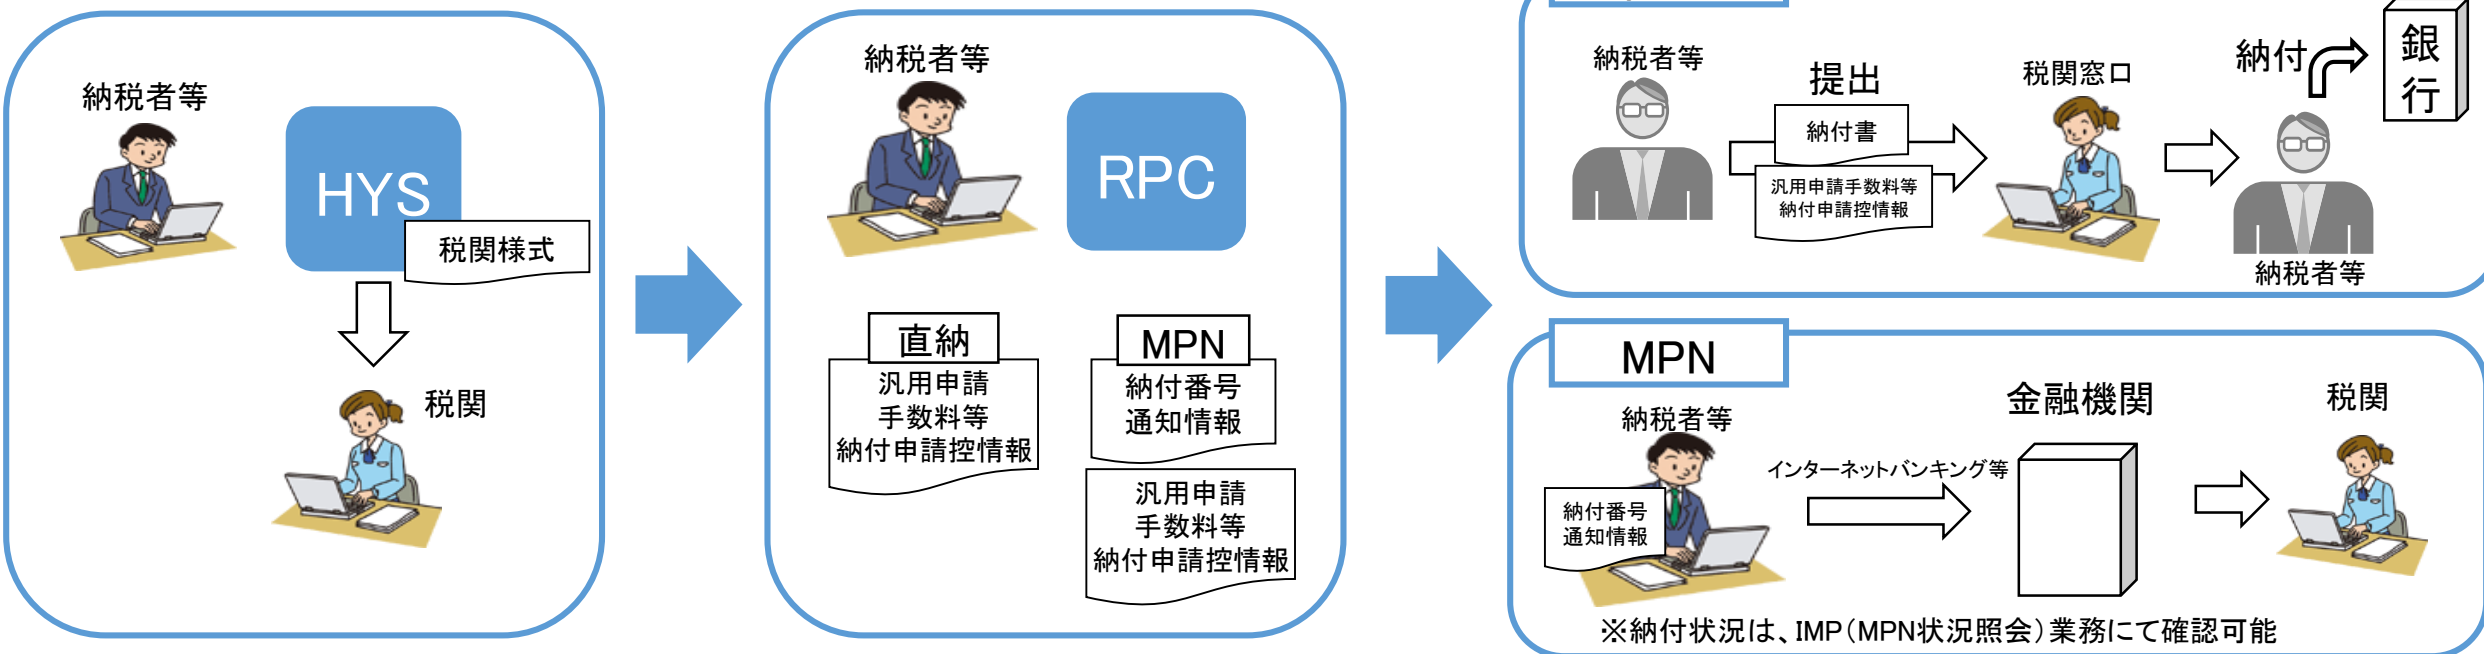 納税者等
HYS
税関様式
税関
納税者等
RPC
直納
汎用申請
手数料等
納付申請控情報
MPN
納付番号
通知情報
汎用申請
手数料等
納付申請控情報
納税者等
提出
納付書
汎用申請手数料等
納付申請控情報
税関窓口
納付
銀
行
納税者等
MPN
納税者等
納付番号
通知情報
インターネットバンキング等
金融機関
税関
※納付状況は、IMP（MPN状況照会）業務にて確認可能